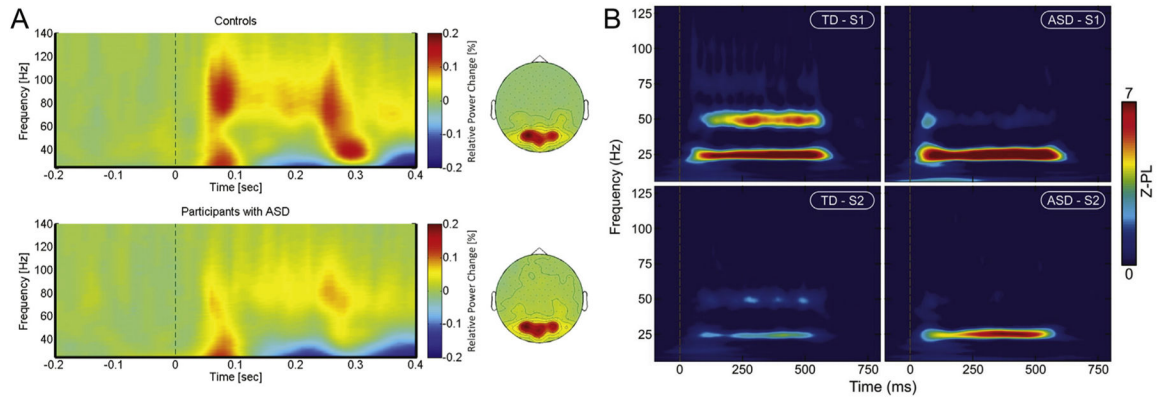 A
Controls
140
120
100
80
60
40
Frequency [Hz]
-0.2 -0.1 0 0.1 0.2 0.3 0.4
Time [sec]
0.2
0.1
0
-0.1
-0.2
Relative Power Change [%]
Participants with ASD
140
120
100
80
60
40
Frequency [Hz]
-0.2 -0.1 0 0.1 0.2 0.3 0.4
Time [sec]
0.2
0.1
0
-0.1
-0.2
Relative Power Change [%]
B
TD - S1
ASD - S1
125
100
75
50
25
TD - S2
ASD - S2
125
100
75
50
25
Frequency (Hz)
0 250 500 750 0 250 500 750
Time (ms)
7
0
Z-PL